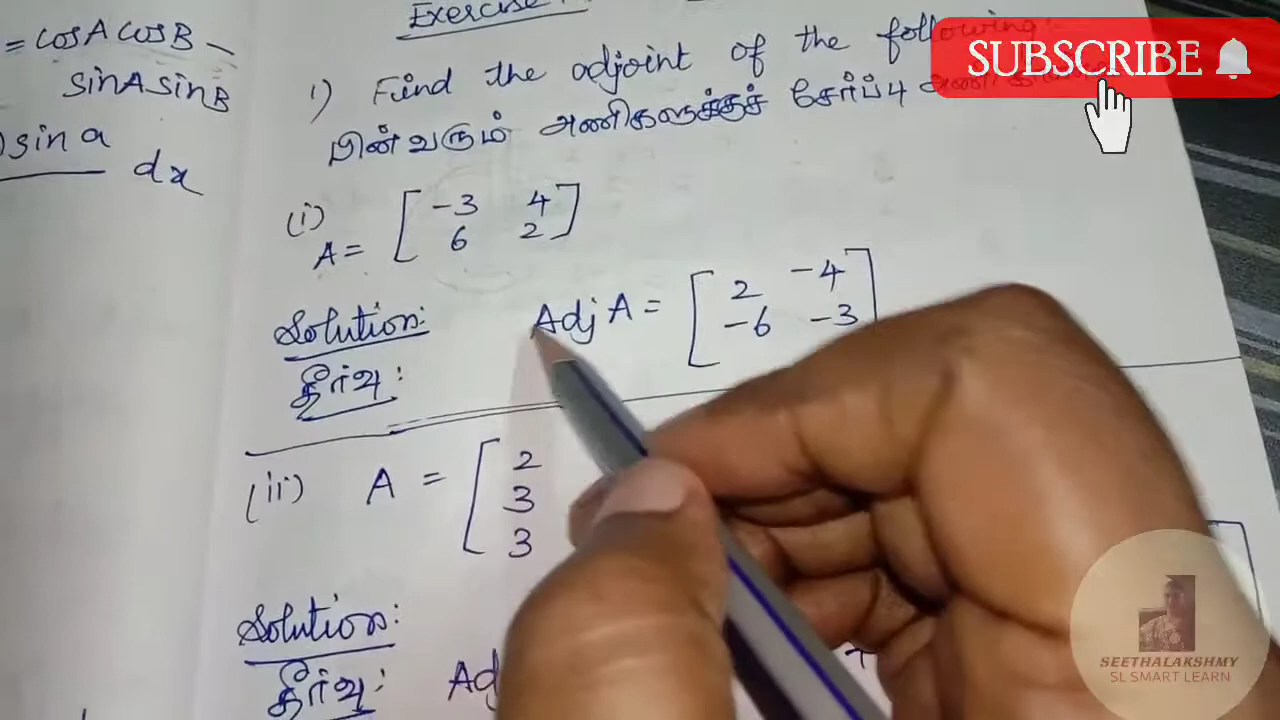 = cosA cosB -
sinA sinB
sin a
dx
Exercise
1) Find the adjoint of the following:
பின்வரும் அணிகளுக்குச் சேர்ப்பு
(i)
A = [ -3 4
6 2 ]
Solution:
தீர்வு:
Adj A = [ 2 -4
-6 -3 ]
(ii) A = [ 2
3
3
Solution:
தீர்வு: Ad
T
SUBSCRIBE
SEETHALAKSHMY
SL SMART LEARN